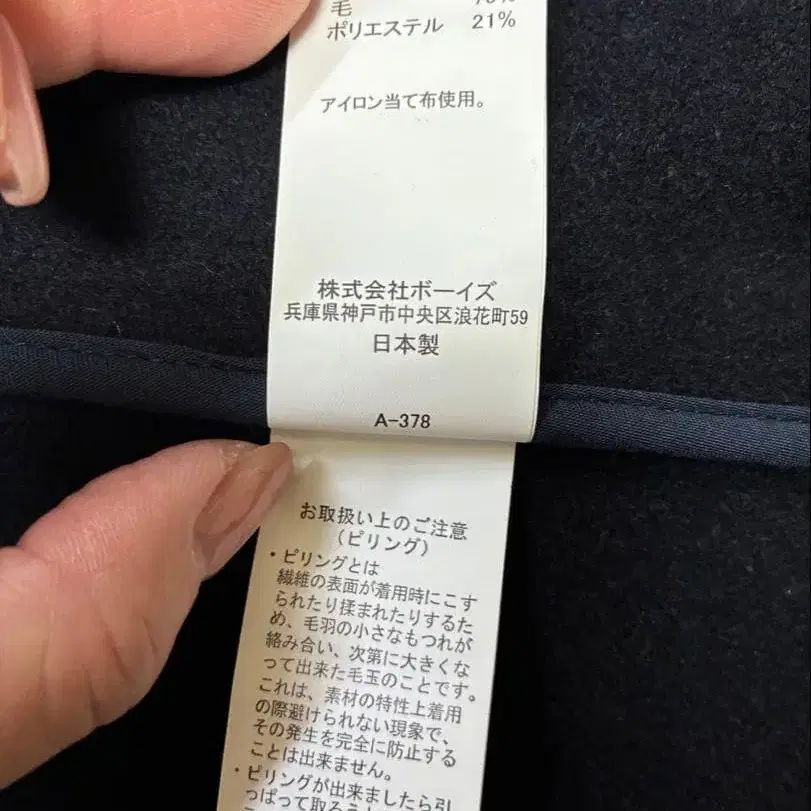 毛
ポリエステル 21%
アイロン当て布使用。
株式会社ボーイズ
兵庫県神戸市中央区浪花町59
日本製
A-378
お取扱い上のご注意
(ピリング)
・ピリングとは
繊維の表面が着用時にこす
られたり揉まれたりするた
め、毛羽の小さなもつれが
絡み合い、次第に大きくな
って出来た毛玉のことです。
これは、素材の特性上着用
の際避けられない現象で、
その発生を完全に防止する
ことは出来ません。
・ピリングが出来ましたら引
っぱって取ろうと